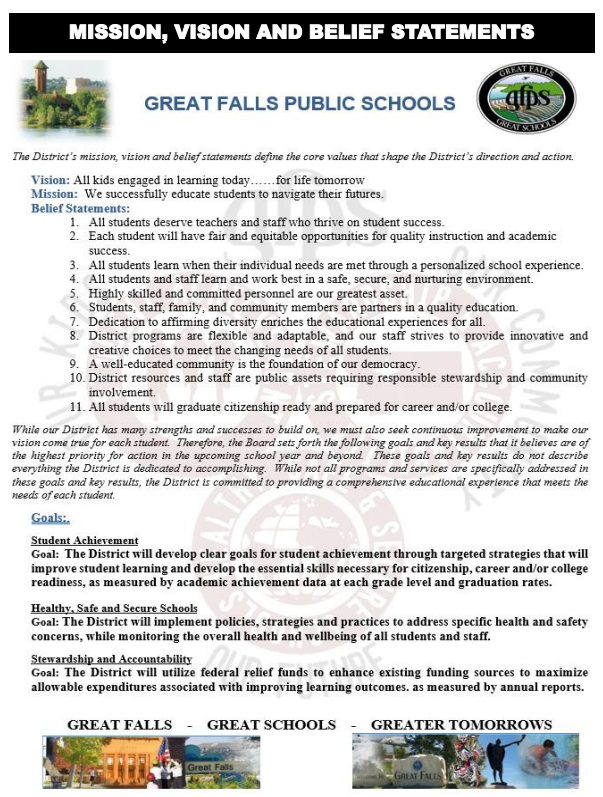 MISSION, VISION AND BELIEF STATEMENTS
GREAT FALLS PUBLIC SCHOOLS
GREAT FALLS
gfps
GREAT SCHOOLS
The District's mission, vision and belief statements define the core values that shape the District's direction and action.
Vision: All kids engaged in learning today……for life tomorrow
Mission: We successfully educate students to navigate their futures.
Belief Statements:
1. All students deserve teachers and staff who thrive on student success.
2. Each student will have fair and equitable opportunities for quality instruction and academic
success.
3. All students learn when their individual needs are met through a personalized school experience.
4. All students and staff learn and work best in a safe, secure, and nurturing environment.
5. Highly skilled and committed personnel are our greatest asset.
6. Students, staff, family, and community members are partners in a quality education.
7. Dedication to affirming diversity enriches the educational experiences for all.
8. District programs are flexible and adaptable, and our staff strives to provide innovative and
creative choices to meet the changing needs of all students.
9. A well-educated community is the foundation of our democracy.
10. District resources and staff are public assets requiring responsible stewardship and community
involvement.
11. All students will graduate citizenship ready and prepared for career and/or college.
While our District has many strengths and successes to build on, we must also seek continuous improvement to make our
vision come true for each student. Therefore, the Board sets forth the following goals and key results that it believes are of
the highest priority for action in the upcoming school year and beyond. These goals and key results do not describe
everything the District is dedicated to accomplishing. While not all programs and services are specifically addressed in
these goals and key results, the District is committed to providing a comprehensive educational experience that meets the
needs of each student.
Goals:.
Student Achievement
Goal: The District will develop clear goals for student achievement through targeted strategies that will
improve student learning and develop the essential skills necessary for citizenship, career and/or college
readiness, as measured by academic achievement data at each grade level and graduation rates.
Healthy, Safe and Secure Schools
Goal: The District will implement policies, strategies and practices to address specific health and safety
concerns, while monitoring the overall health and wellbeing of all students and staff.
Stewardship and Accountability
Goal: The District will utilize federal relief funds to enhance existing funding sources to maximize
allowable expenditures associated with improving learning outcomes. as measured by annual reports.
GREAT FALLS - GREAT SCHOOLS - GREATER TOMORROWS
Great Falls
GREAT FALLS
OUR FUTURE